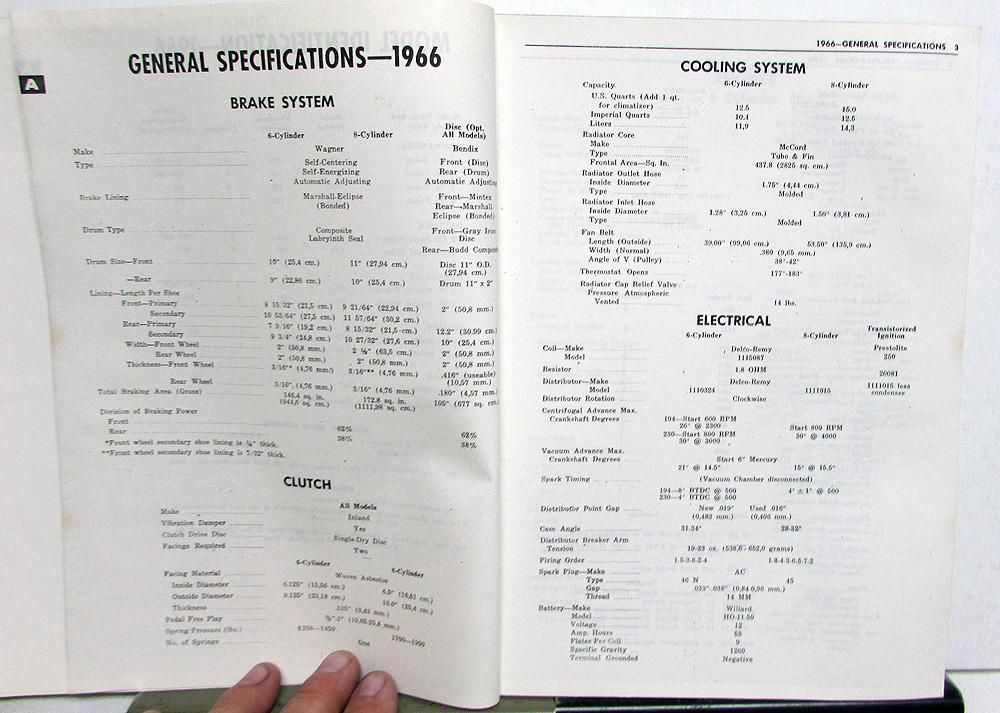 A
GENERAL SPECIFICATIONS—1966
BRAKE SYSTEM
6-Cylinder 8-Cylinder Disc (Opt. All Models)
Make Wagner Bendix
Type Self-Centering Front (Disc)
Self-Energizing Rear (Drum)
Automatic Adjusting Automatic Adjusting
Brake Lining Marshall-Eclipse Front—Mintex
(Bonded) Rear—Marshall
Eclipse (Bonded)
Drum Type Composite Front—Gray Iron
Labryinth Seal Disc
Rear—Budd
Drum Size—Front 10" (25,4 cm.) 11" (27,94 cm.) Disc 11" O.D.
(27,94 cm.)
—Rear 9" (22,86 cm.) 10" (25,4 cm.) Drum 11" x 2"
Lining—Length Per Shoe
Front—Primary 8 15/32" (21,5 cm.) 9 21/64" (22,94 cm.) 2" (50,8 mm.)
Secondary 10 53/64" (27,5 cm.) 11 57/64" (30,2 cm.)
Rear—Primary 7 9/16" (19,2 cm.) 8 15/32" (21,5-cm.) 12.2" (30,99 cm.)
Secondary 9 3/4" (24,8 cm.) 10 27/32" (27,6 cm.) 10" (25,4 cm.)
Width—Front Wheel 2" (50,8 mm.) 2 ½" (63,5 cm.) 2" (50,8 mm.)
Rear Wheel 2" (50,8 mm.) 2" (50,8 mm.) 2" (50,8 mm.)
Thickness—Front Wheel 3/16"* (4,76 mm.) 3/16"** (4,76 mm.) .416" (useable)
(10,57 mm.)
Rear Wheel 3/16" (4,76 mm.) 3/16" (4,76 mm.) .180" (4,57 mm.)
Total Braking Area (Gross) 146.4 sq. in. 172.8 sq. in. 105" (677 sq. cm.)
(944,6 sq. cm.) (1111,98 sq. cm.)
Division of Braking Power
Front 62% 62%
Rear 38% 38%
*Front wheel secondary shoe lining is ¼" thick.
**Front wheel secondary shoe lining is 7/32" thick.
CLUTCH
All Models
Make Inland
Vibration Damper Yes
Clutch Drive Disc Single-Dry Disc
Facings Required Two
6-Cylinder 8-Cylinder
Facing Material Woven Asbestos
Inside Diameter 6.125" (15,56 cm.) 6.5" (16,51 cm.)
Outside Diameter 9.125" (23,18 cm.) 10.0" (25,4 cm.)
Thickness .135" (3,43 mm.)
Pedal Free Play
Spring Pressure (lbs.) 1250-1450 1700-1900
No. of Springs One
1966—GENERAL SPECIFICATIONS 3
COOLING SYSTEM
Capacity 6-Cylinder 8-Cylinder
U.S. Quarts (Add 1 qt.
for climatizer) 12.5 15.0
Imperial Quarts 10.4 12.5
Liters 11,9 14,3
Radiator Core
Make McCord
Type Tube & Fin
Frontal Area—Sq. In. 437.8 (2825 sq. cm.)
Radiator Outlet Hose
Inside Diameter 1.75" (4,44 cm.)
Type Molded
Radiator Inlet Hose
Inside Diameter 1.28" (3,25 cm.) 1.50" (3,81 cm.)
Type Molded
Fan Belt
Length (Outside) 39.00" (99,06 cm.) 53.50" (135,9 cm.)
Width (Normal) .380 (9,65 mm.)
Angle of V (Pulley) 38°-42°
Thermostat Opens 177°-183°
Radiator Cap Relief Valve
Pressure Atmospheric
Vented 14 lbs.
ELECTRICAL
6-Cylinder 8-Cylinder Transistorized Ignition
Coil—Make Delco-Remy Prestolite
Model 1115087 250
Resistor 1.8 OHM 20081
Distributor—Make Delco-Remy
Model 1110324 1111015 1111015 less condenser
Distributor Rotation Clockwise
Centrifugal Advance Max.
Crankshaft Degrees 194—Start 600 RPM
26° @ 2300 Start 800 RPM
230—Start 800 RPM 30° @ 4000
30° @ 3000
Vacuum Advance Max.
Crankshaft Degrees Start 6" Mercury
21° @ 14.5" 15° @ 15.5"
Spark Timing (Vacuum Chamber disconnected)
194—8° BTDC @ 500 4° ± 1° @ 500
230—4° BTDC @ 500
Distributor Point Gap New .019" Used .016"
(0,483 mm.) (0,406 mm.)
Cam Angle 31-34° 28-32°
Distributor Breaker Arm
Tension 19-23 oz. (538,6 - 652,0 grams)
Firing Order 1-5-3-6-2-4 1-8-4-3-6-5-7-2
Spark Plug—Make AC
Type 46 N 45
Gap .033"-.038" (0,84-0,96 mm.)
Thread 14 MM
Battery—Make Willard
Model HO-11-50
Voltage 12
Amp. Hours 53
Plates Per Cell 9
Specific Gravity 1260
Terminal Grounded Negative